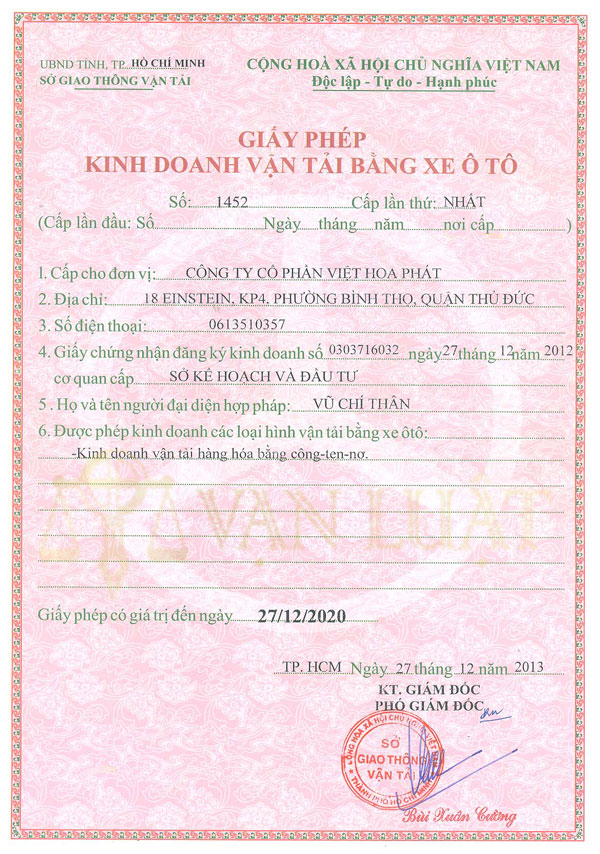 UBND TỈNH, TP. HỒ CHÍ MINH
SỞ GIAO THÔNG VẬN TẢI
CỘNG HOÀ XÃ HỘI CHỦ NGHĨA VIỆT NAM
Độc lập - Tự do - Hạnh phúc
GIẤY PHÉP
KINH DOANH VẬN TẢI BẰNG XE Ô TÔ
Số: 1452 Cấp lần thứ: NHẤT
(Cấp lần đầu: Số Ngày tháng năm nơi cấp )
1. Cấp cho đơn vị: CÔNG TY CỔ PHẦN VIỆT HOA PHÁT
2. Địa chỉ: 18 EINSTEIN, KP4, PHƯỜNG BÌNH THỌ, QUẬN THỦ ĐỨC
3. Số điện thoại: 0613510357
4. Giấy chứng nhận đăng ký kinh doanh số 0303716032 ngày 27 tháng 12 năm 2012
cơ quan cấp SỞ KẾ HOẠCH VÀ ĐẦU TƯ
5 . Họ và tên người đại diện hợp pháp: VŨ CHÍ THÂN
6. Được phép kinh doanh các loại hình vận tải bằng xe ôtô:
-Kinh doanh vận tải hàng hóa bằng công-ten-nơ.
VẠN LUẬT
Giấy phép có giá trị đến ngày 27/12/2020
TP. HCM Ngày 27 tháng 12 năm 2013
KT. GIÁM ĐỐC
PHÓ GIÁM ĐỐC
CỘNG HÒA XÃ HỘI CHỦ NGHĨA VIỆT NAM
SỞ
GIAO THÔNG
VẬN TẢI
THÀNH PHỐ HỒ CHÍ MINH
Bùi Xuân Cường